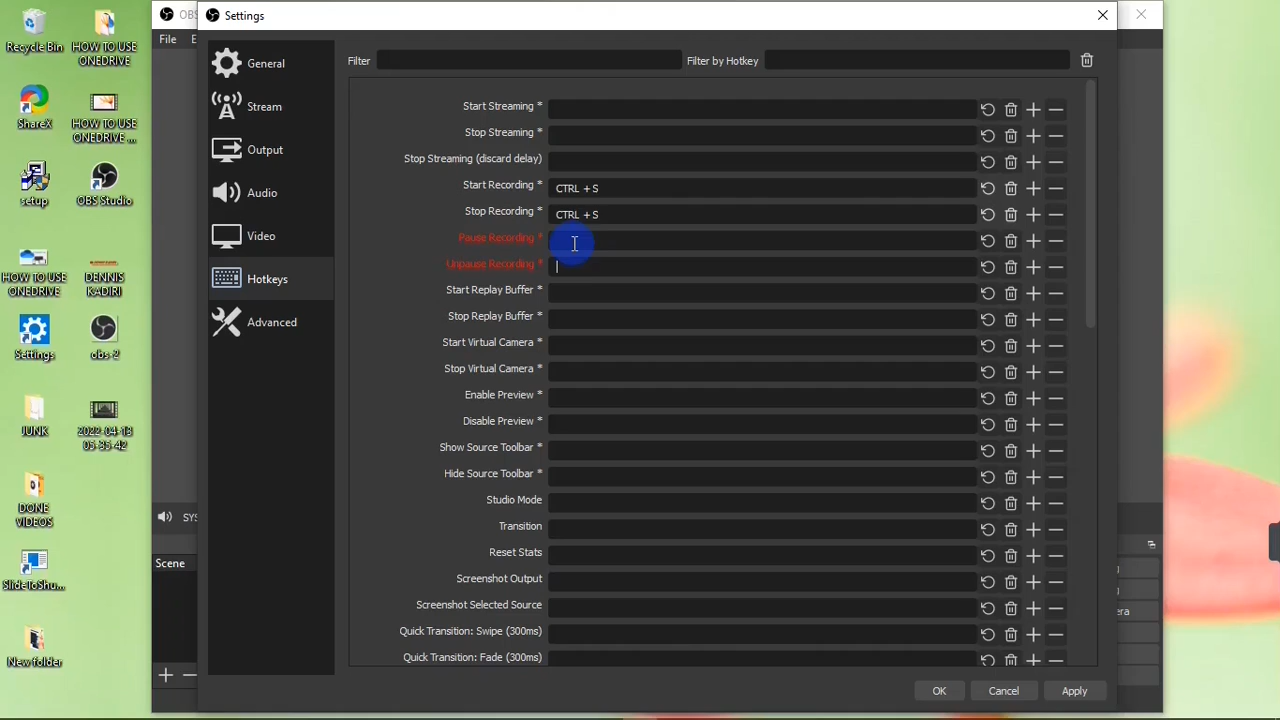 Recycle Bin
HOW TO USE
ONEDRIVE
ShareX
HOW TO USE
ONEDRIVE ...
setup
OBS Studio
HOW TO USE
ONEDRIVE
DENNIS
KADIRI
Settings
obs-2
JUNK
2022-04-13
05-35-42
DONE
VIDEOS
SlideToShu...
New folder
OBS
File
E
SYS
Scene
Settings
General
Stream
Output
Audio
Video
Hotkeys
Advanced
Filter
Filter by Hotkey
Start Streaming *
Stop Streaming *
Stop Streaming (discard delay)
Start Recording * CTRL + S
Stop Recording * CTRL + S
Pause Recording *
Unpause Recording *
Start Replay Buffer *
Stop Replay Buffer *
Start Virtual Camera *
Stop Virtual Camera *
Enable Preview *
Disable Preview *
Show Source Toolbar *
Hide Source Toolbar *
Studio Mode
Transition
Reset Stats
Screenshot Output
Screenshot Selected Source
Quick Transition: Swipe (300ms)
Quick Transition: Fade (300ms)
OK
Cancel
Apply